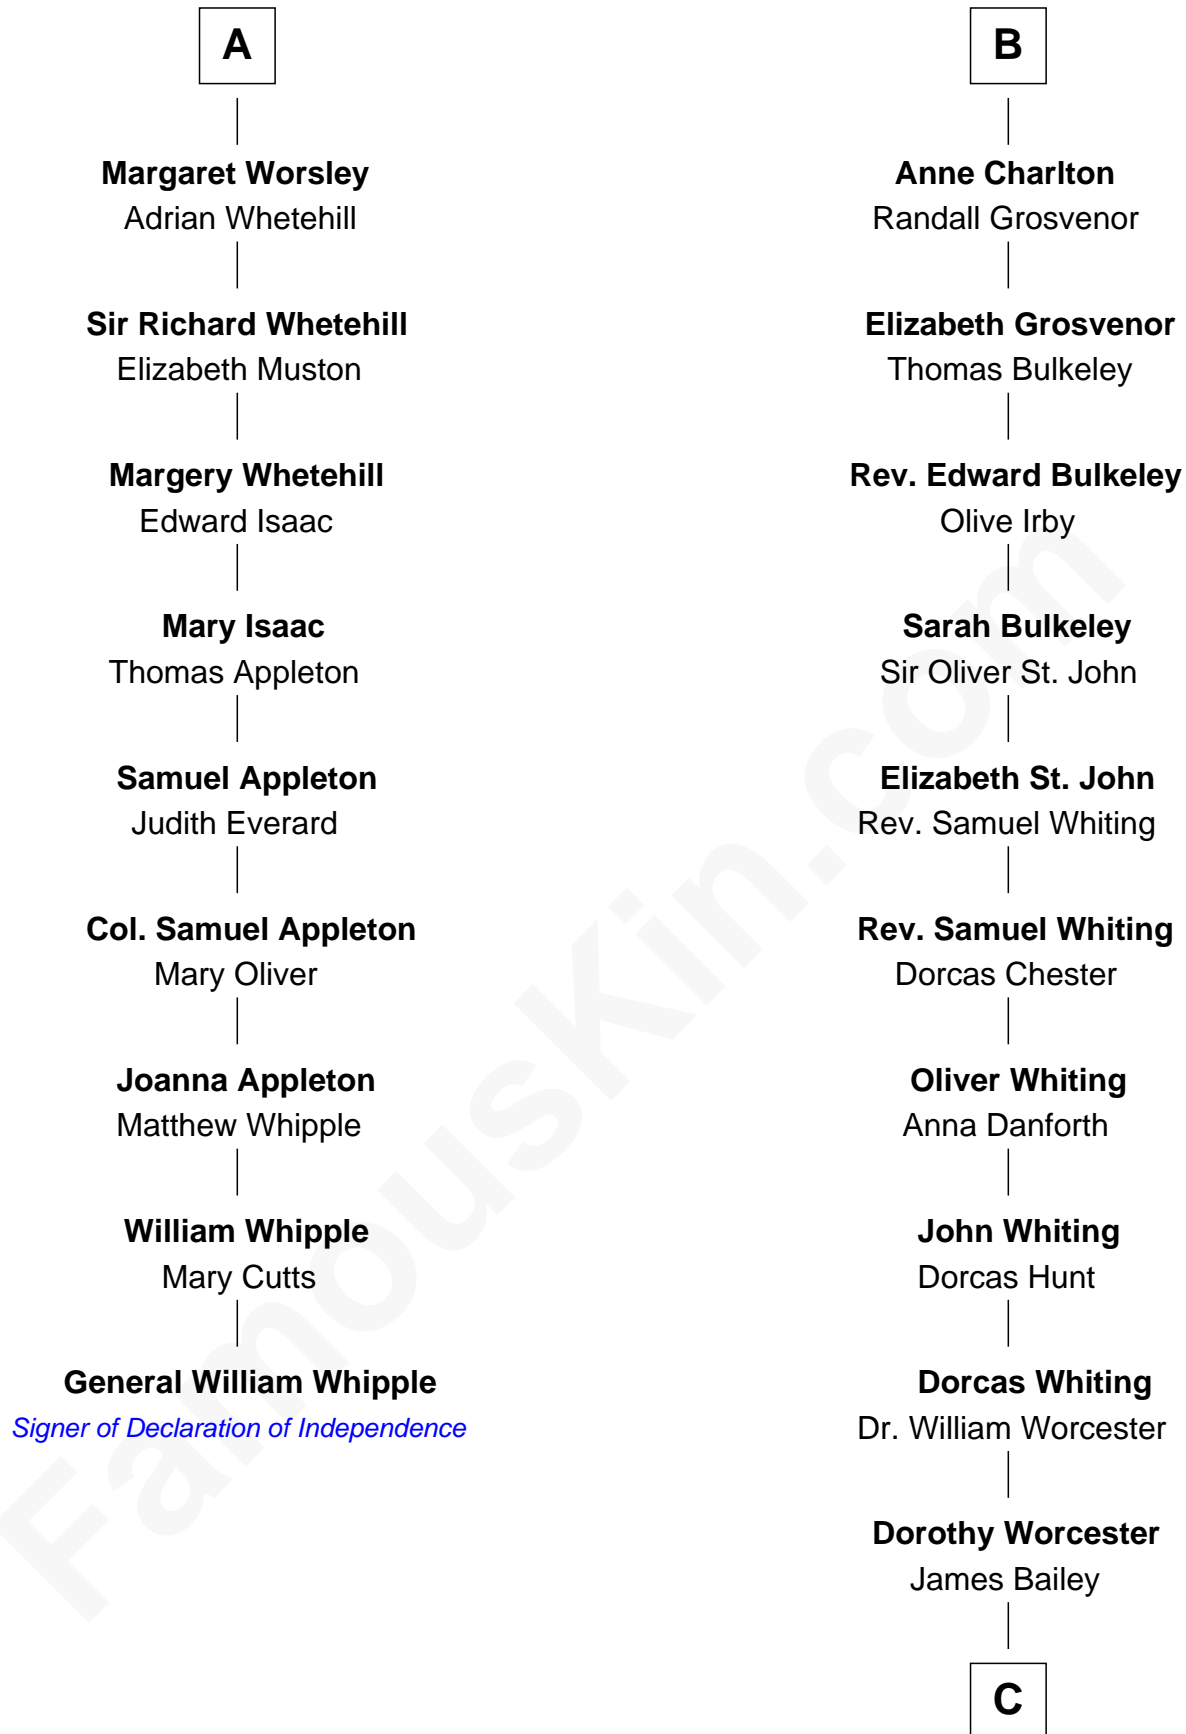 A
Margaret Worsley
Adrian Whetehill
Sir Richard Whetehill
Elizabeth Muston
Margery Whetehill
Edward Isaac
Mary Isaac
Thomas Appleton
Samuel Appleton
Judith Everard
Col. Samuel Appleton
Mary Oliver
Joanna Appleton
Matthew Whipple
William Whipple
Mary Cutts
General William Whipple
Signer of Declaration of Independence
B
Anne Charlton
Randall Grosvenor
Elizabeth Grosvenor
Thomas Bulkeley
Rev. Edward Bulkeley
Olive Irby
Sarah Bulkeley
Sir Oliver St. John
Elizabeth St. John
Rev. Samuel Whiting
Rev. Samuel Whiting
Dorcas Chester
Oliver Whiting
Anna Danforth
John Whiting
Dorcas Hunt
Dorcas Whiting
Dr. William Worcester
Dorothy Worcester
James Bailey
C
FamousKin.com